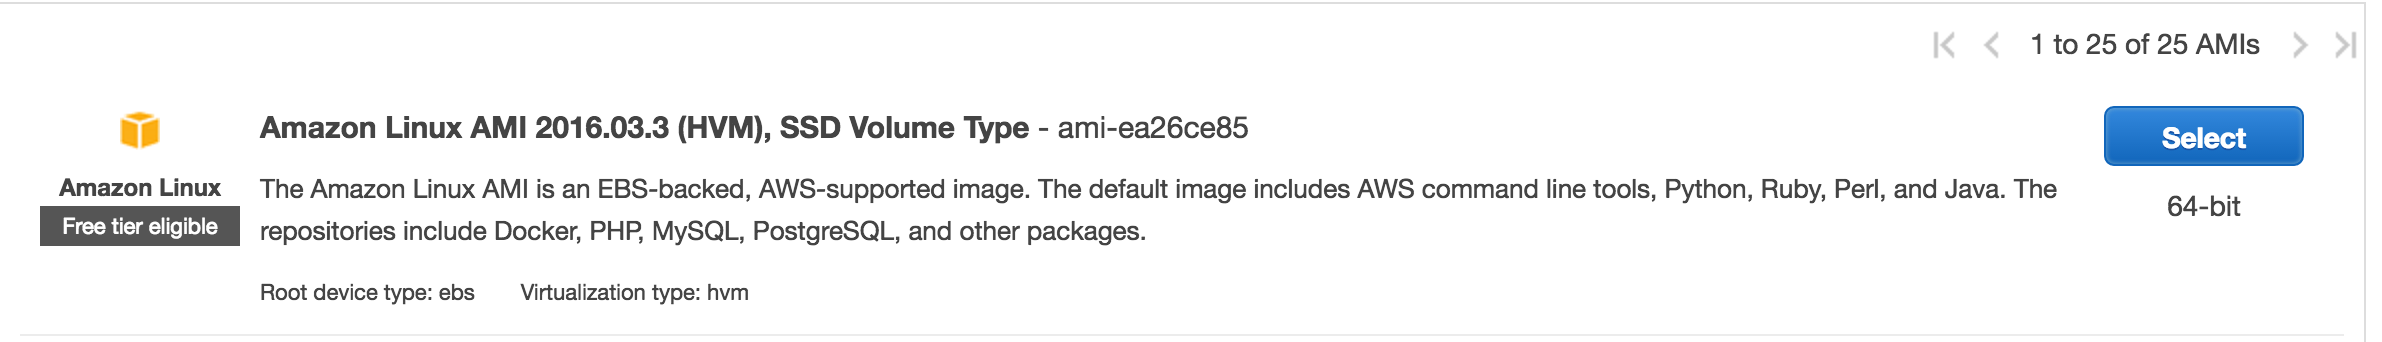 1 to 25 of 25 AMIs
Amazon Linux AMI 2016.03.3 (HVM), SSD Volume Type - ami-ea26ce85
Select
Amazon Linux
The Amazon Linux AMI is an EBS-backed, AWS-supported image. The default image includes AWS command line tools, Python, Ruby, Perl, and Java. The
64-bit
Free tier eligible
repositories include Docker, PHP, MySQL, PostgreSQL, and other packages.
Root device type: ebs Virtualization type: hvm